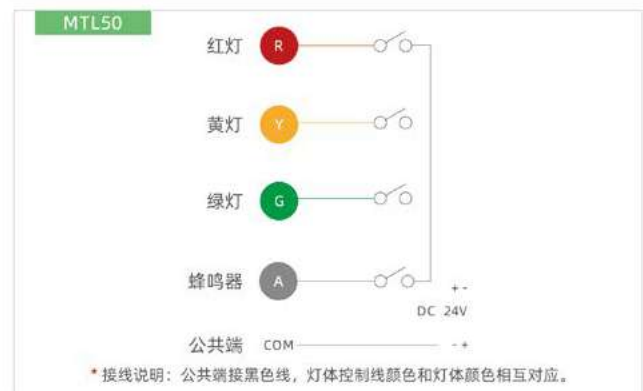 MTL50
红灯 R
黄灯 Y
绿灯 G
蜂鸣器 A
+ -
DC 24V
公共端 COM - +
* 接线说明：公共端接黑色线，灯体控制线颜色和灯体颜色相互对应。